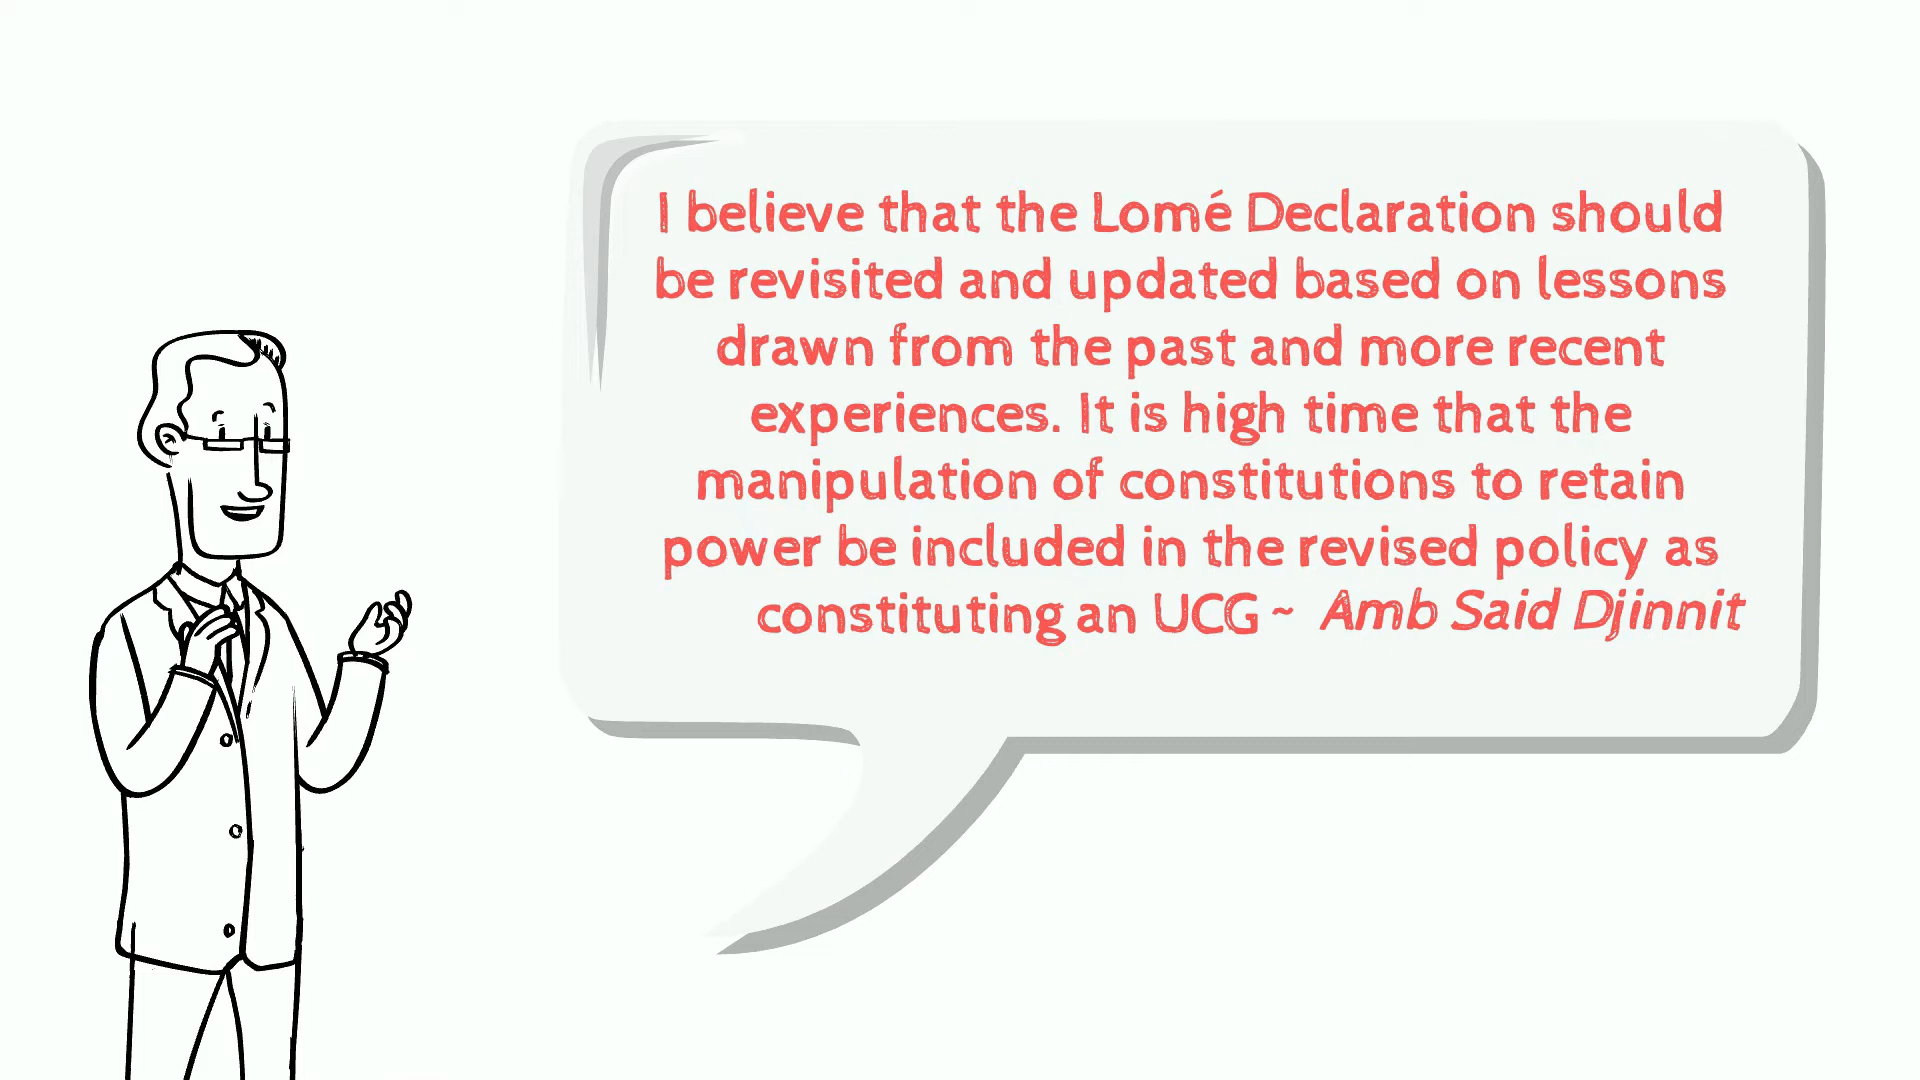 I believe that the Lomé Declaration should
be revisited and updated based on lessons
drawn from the past and more recent
experiences. It is high time that the
manipulation of constitutions to retain
power be included in the revised policy as
constituting an UCG ~ Amb Said Djinnit